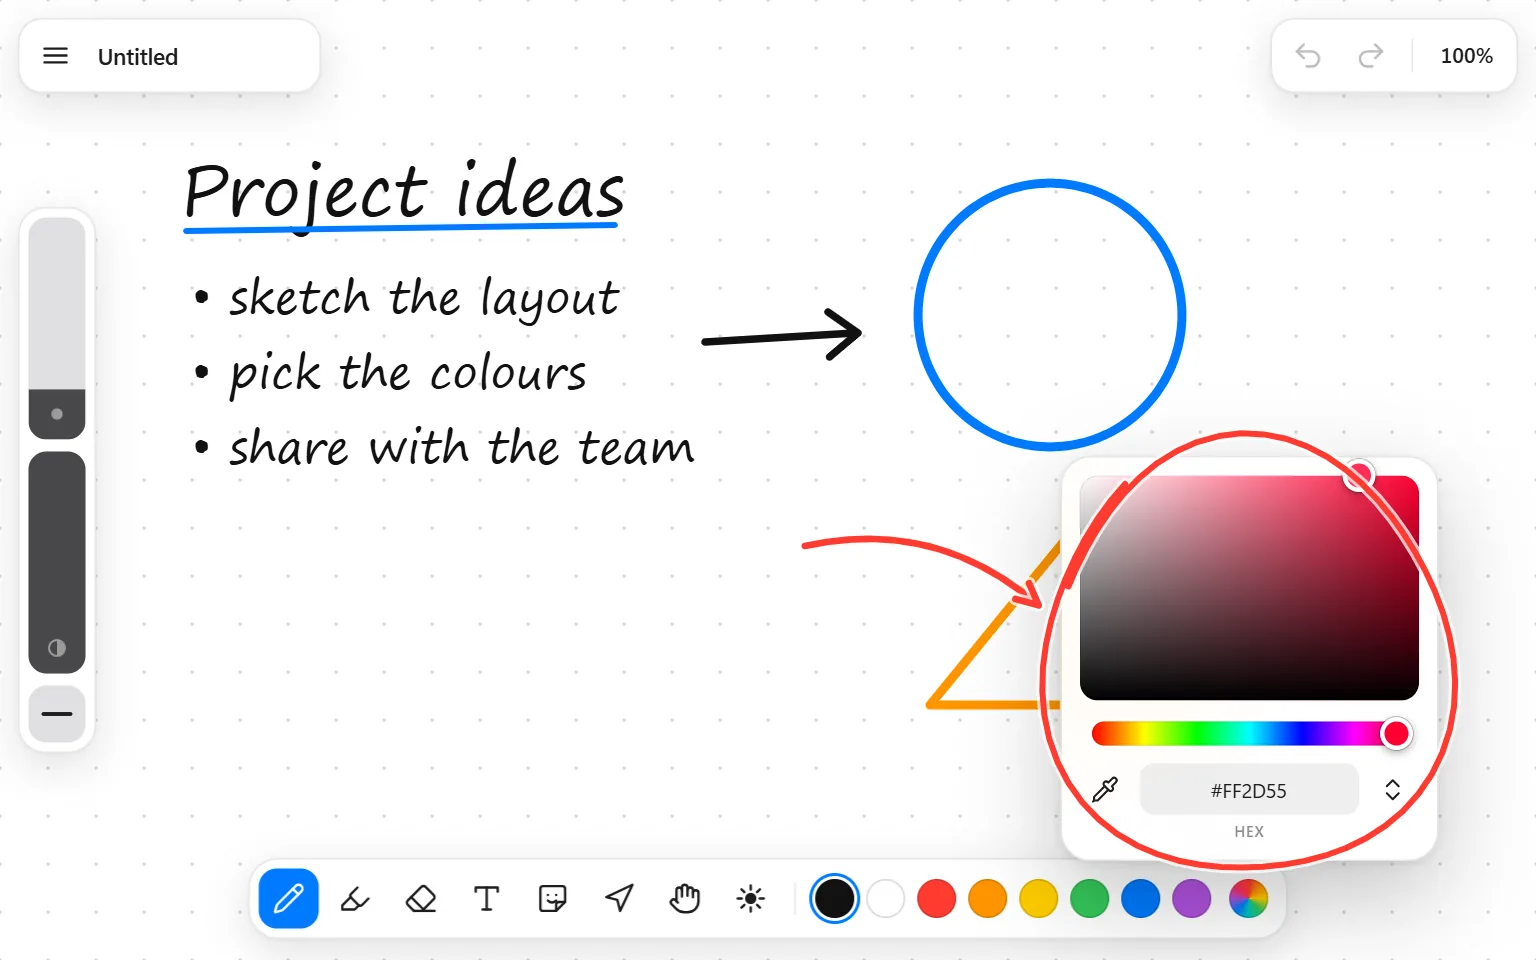 Untitled
100%
Project ideas
• sketch the layout
• pick the colours
• share with the team
#FF2D55
HEX